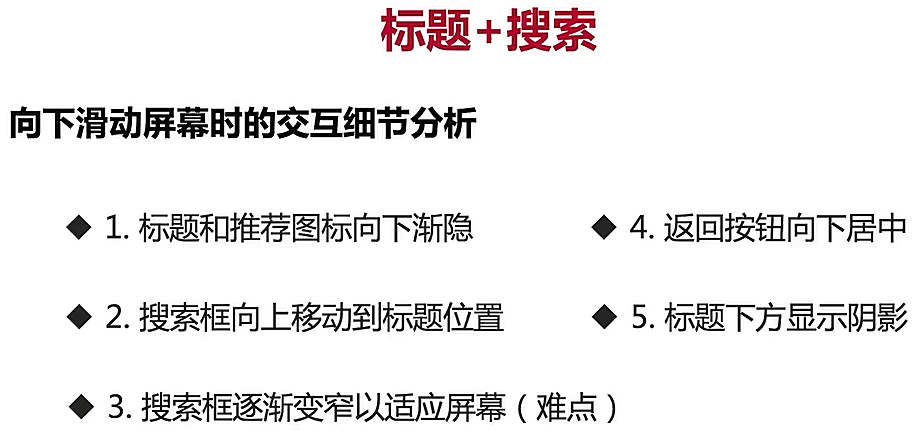 标题+搜索
向下滑动屏幕时的交互细节分析
◆ 1. 标题和推荐图标向下渐隐
◆ 2. 搜索框向上移动到标题位置
◆ 3. 搜索框逐渐变窄以适应屏幕（难点）
◆ 4. 返回按钮向下居中
◆ 5. 标题下方显示阴影